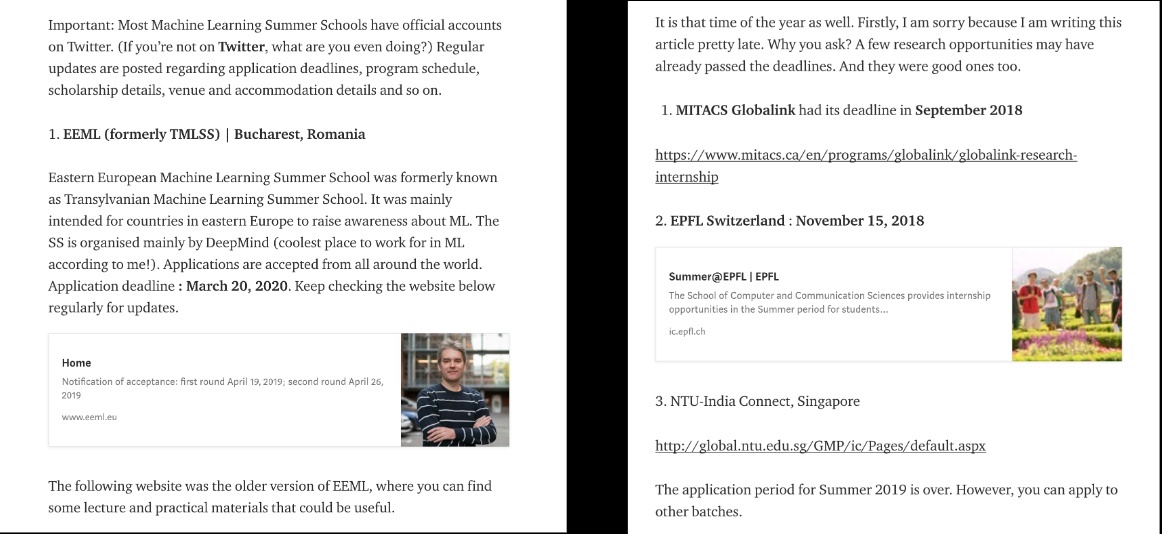 Important: Most Machine Learning Summer Schools have official accounts
on Twitter. (If you’re not on Twitter, what are you even doing?) Regular
updates are posted regarding application deadlines, program schedule,
scholarship details, venue and accommodation details and so on.
1. EEML (formerly TMLSS) | Bucharest, Romania
Eastern European Machine Learning Summer School was formerly known
as Transylvanian Machine Learning Summer School. It was mainly
intended for countries in eastern Europe to raise awareness about ML. The
SS is organised mainly by DeepMind (coolest place to work for in ML
according to me!). Applications are accepted from all around the world.
Application deadline : March 20, 2020. Keep checking the website below
regularly for updates.
Home
Notification of acceptance: first round April 19, 2019; second round April 26,
2019
www.eeml.eu
The following website was the older version of EEML, where you can find
some lecture and practical materials that could be useful.
It is that time of the year as well. Firstly, I am sorry because I am writing this
article pretty late. Why you ask? A few research opportunities may have
already passed the deadlines. And they were good ones too.
1. MITACS Globalink had its deadline in September 2018
https://www.mitacs.ca/en/programs/globalink/globalink-research-
internship
2. EPFL Switzerland : November 15, 2018
Summer@EPFL | EPFL
The School of Computer and Communication Sciences provides internship
opportunities in the Summer period for students...
ic.epfl.ch
3. NTU-India Connect, Singapore
http://global.ntu.edu.sg/GMP/ic/Pages/default.aspx
The application period for Summer 2019 is over. However, you can apply to
other batches.